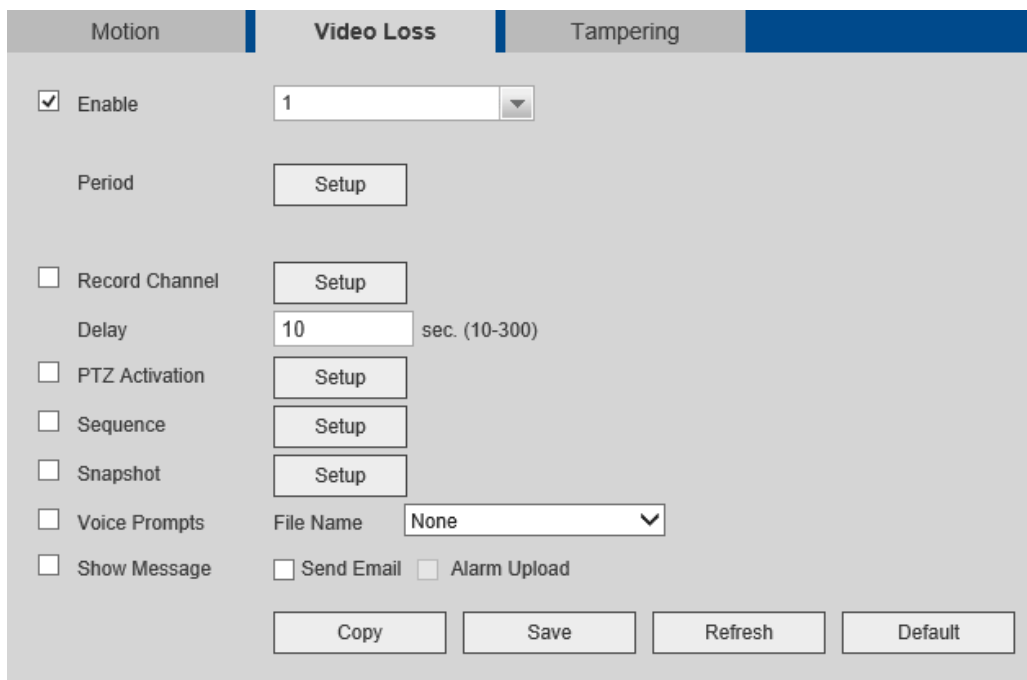 Motion Video Loss Tampering
Enable 1
Period Setup
Record Channel Setup
Delay 10 sec. (10-300)
PTZ Activation Setup
Sequence Setup
Snapshot Setup
Voice Prompts File Name None
Show Message Send Email Alarm Upload
Copy Save Refresh Default